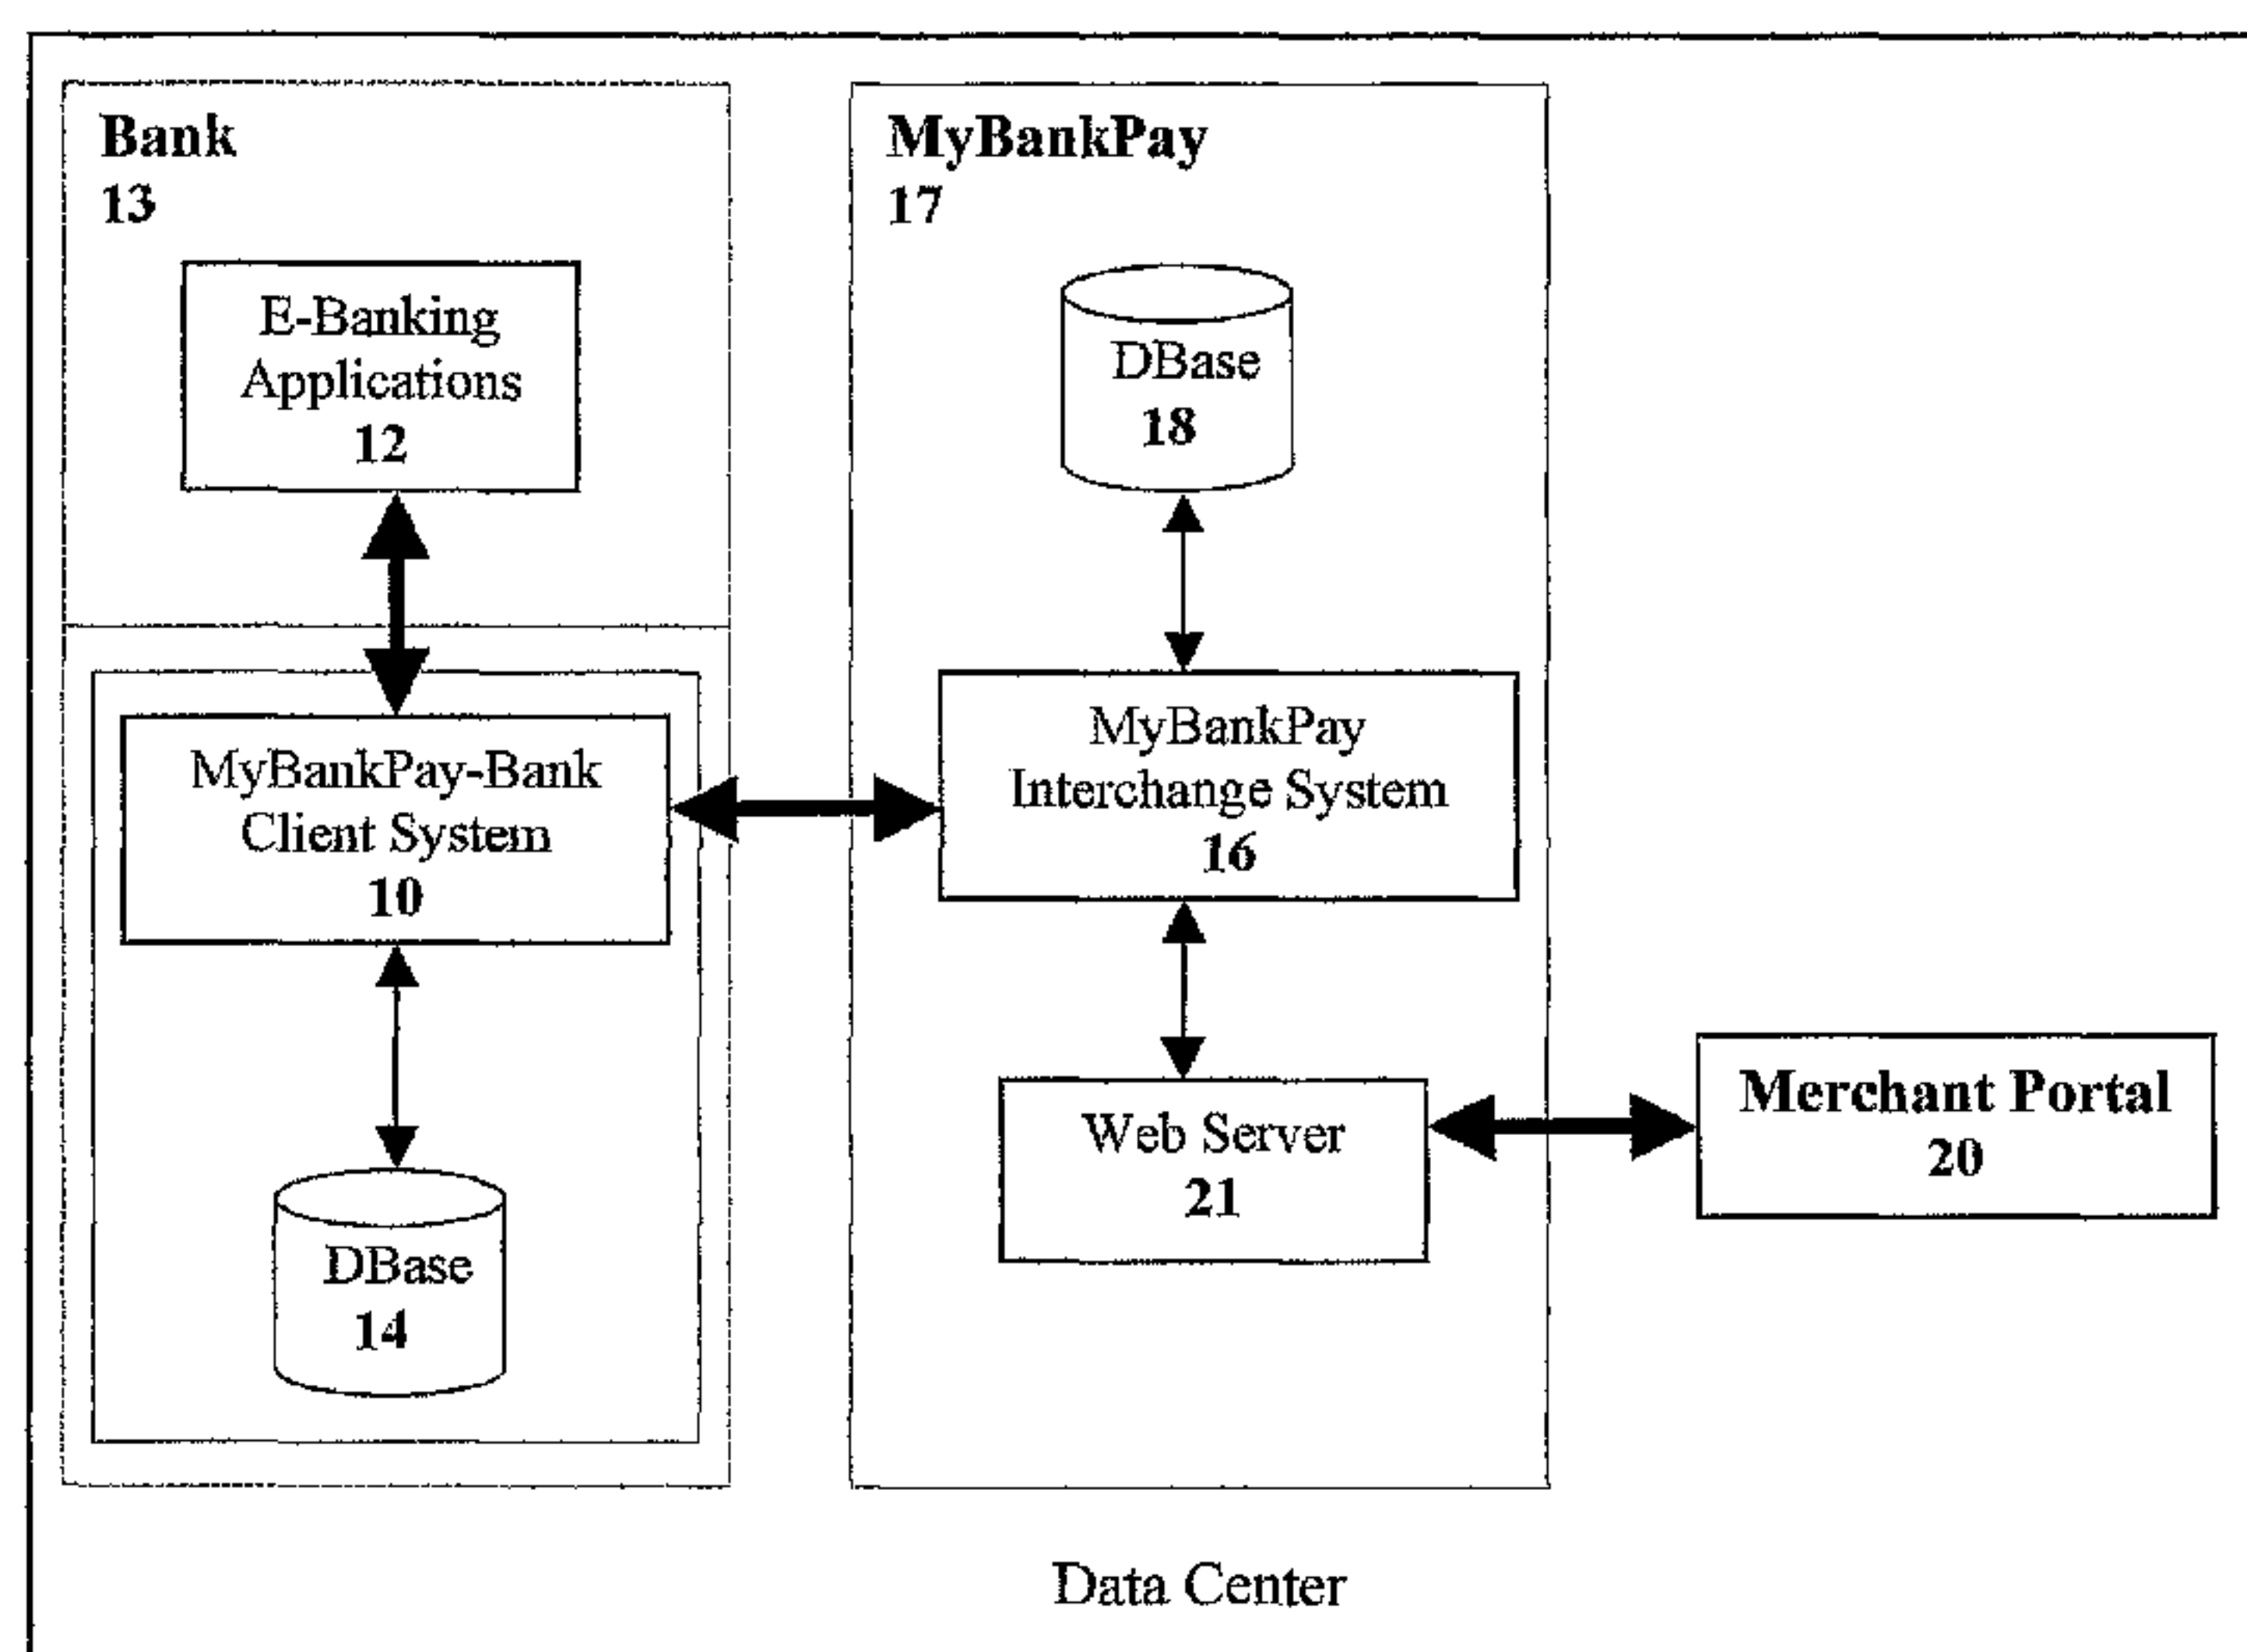 Bank
13
E-Banking
Applications
12
MyBankPay-Bank
Client System
10
DBase
14
MyBankPay
17
DBase
18
MyBankPay
Interchange System
16
Web Server
21
Merchant Portal
20
Data Center